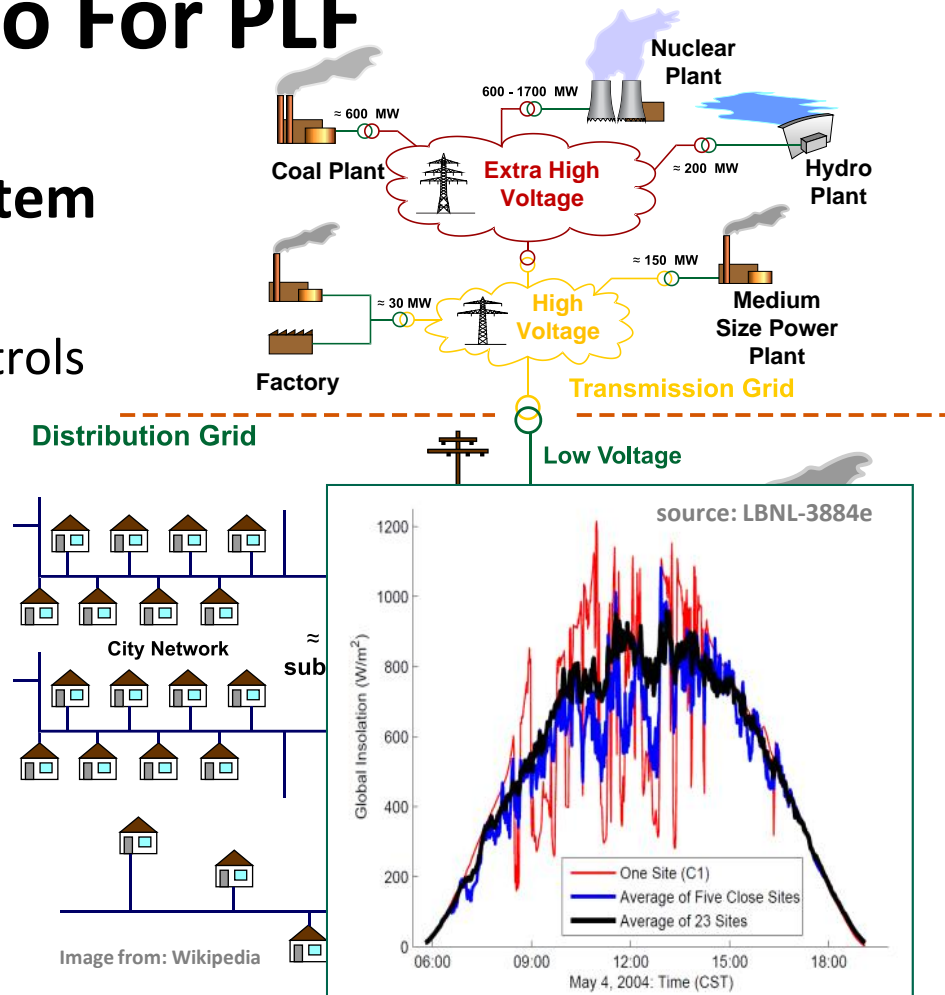 o For PLF
tem
trols
Nuclear
Plant
600 - 1700 MW
≈ 600 MW
Coal Plant
Extra High
Voltage
≈ 200 MW
Hydro
Plant
≈ 150 MW
≈ 30 MW
High
Voltage
Medium
Size Power
Plant
Factory
Transmission Grid
Distribution Grid
Low Voltage
City Network
≈
sub
Image from: Wikipedia
source: LBNL-3884e
Global Insolation (W/m²)
1200
1000
800
600
400
200
0
One Site (C1)
Average of Five Close Sites
Average of 23 Sites
06:00 09:00 12:00 15:00 18:00
May 4, 2004: Time (CST)